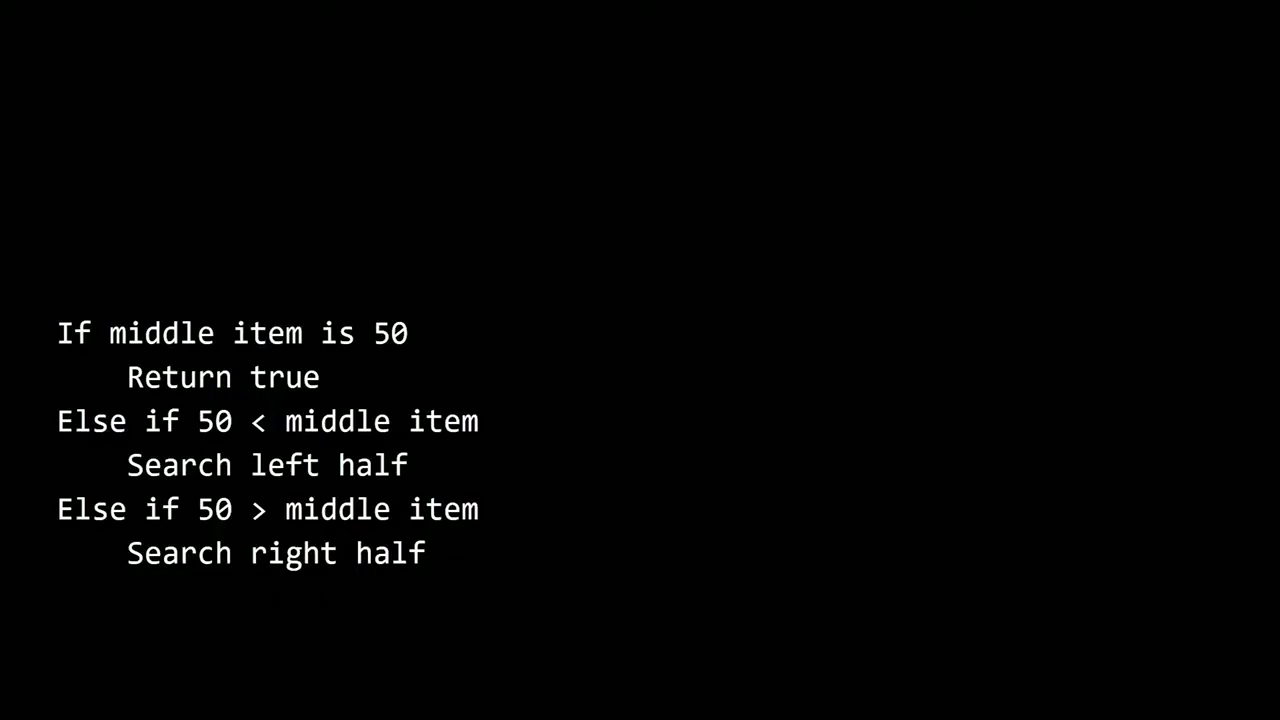 If middle item is 50
    Return true
Else if 50 < middle item
    Search left half
Else if 50 > middle item
    Search right half